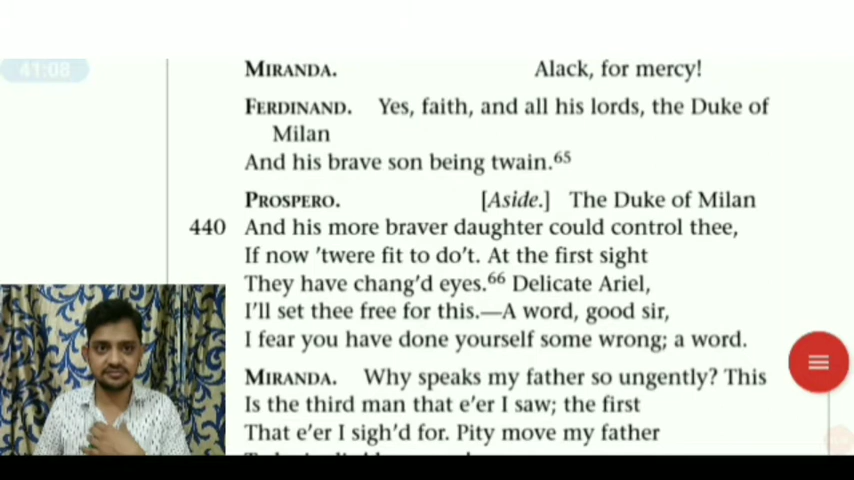 41:08
MIRANDA. Alack, for mercy!
FERDINAND. Yes, faith, and all his lords, the Duke of
Milan
And his brave son being twain.65
PROSPERO. [Aside.] The Duke of Milan
440 And his more braver daughter could control thee,
If now 'twere fit to do't. At the first sight
They have chang'd eyes.66 Delicate Ariel,
I'll set thee free for this.—A word, good sir,
I fear you have done yourself some wrong; a word.
MIRANDA. Why speaks my father so ungently? This
Is the third man that e'er I saw; the first
That e'er I sigh'd for. Pity move my father